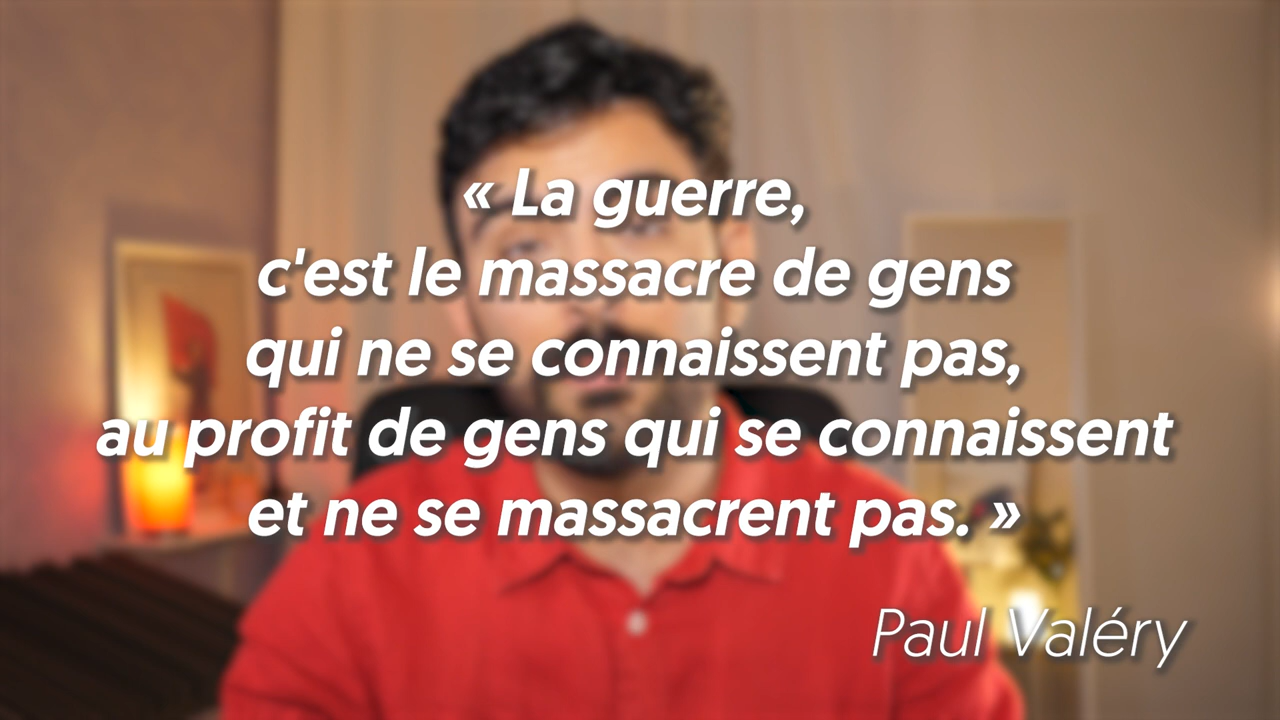 « La guerre,
c'est le massacre de gens
qui ne se connaissent pas,
au profit de gens qui se connaissent
et ne se massacrent pas. »
Paul Valéry